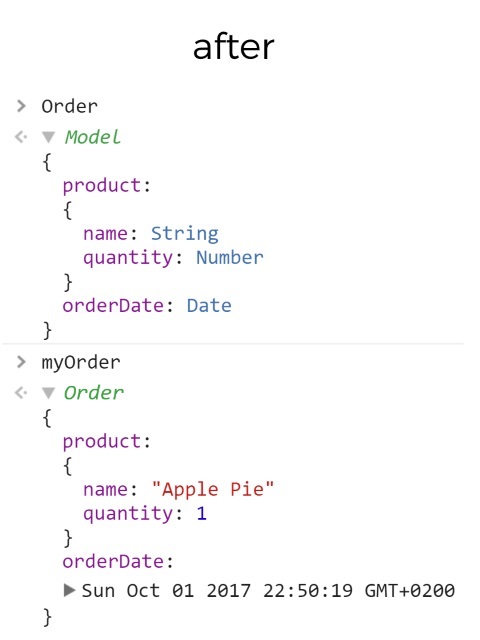 after
> Order
<· ▼ Model
{
product:
{
name: String
quantity: Number
}
orderDate: Date
}
> myOrder
<· ▼ Order
{
product:
{
name: "Apple Pie"
quantity: 1
}
orderDate:
▶ Sun Oct 01 2017 22:50:19 GMT+0200
}